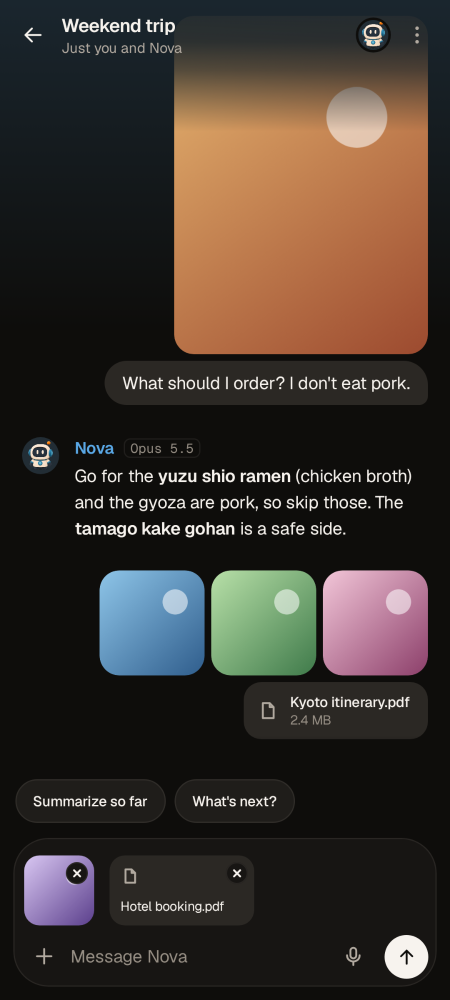 Weekend trip
Just you and Nova
What should I order? I don't eat pork.
Nova Opus 5.5
Go for the yuzu shio ramen (chicken broth)
and the gyoza are pork, so skip those. The
tamago kake gohan is a safe side.
Kyoto itinerary.pdf
2.4 MB
Summarize so far What's next?
Hotel booking.pdf
Message Nova